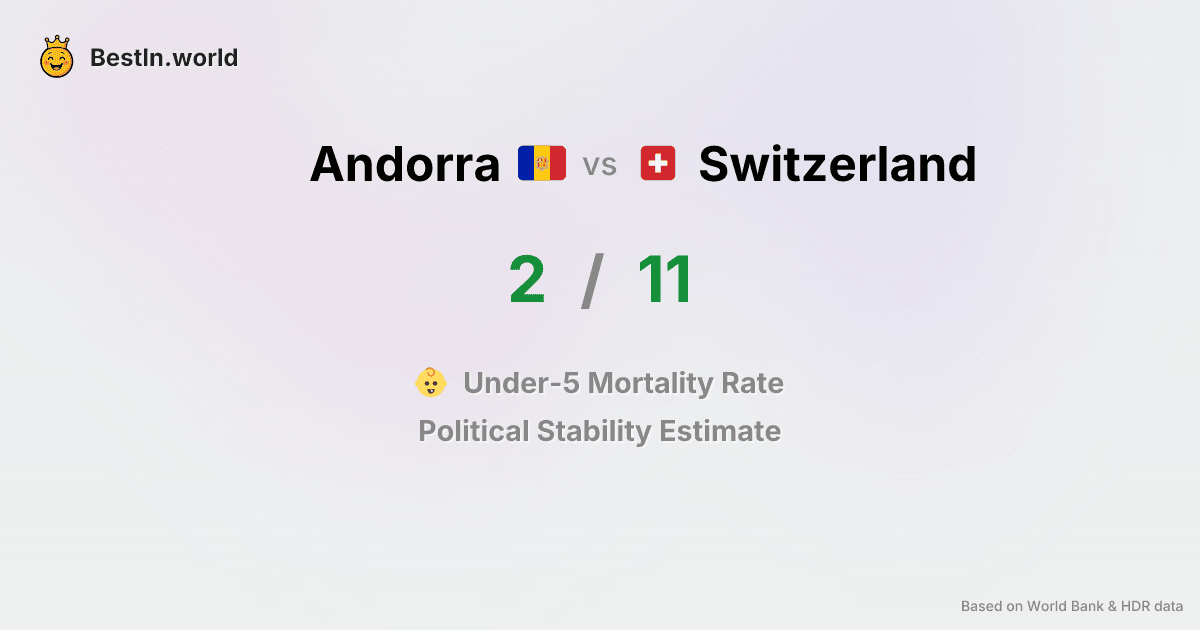 BestIn.world
Andorra vs Switzerland
2 / 11
Under-5 Mortality Rate
Political Stability Estimate
Based on World Bank & HDR data